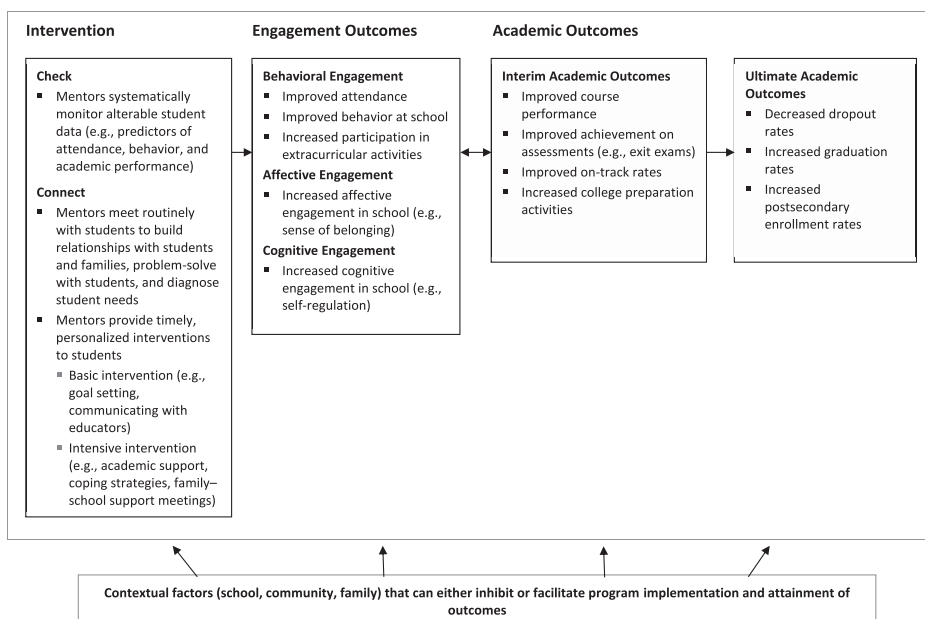 Intervention
Engagement Outcomes
Academic Outcomes
Check
▪ Mentors systematically
monitor alterable student
data (e.g., predictors of
attendance, behavior, and
academic performance)
Connect
▪ Mentors meet routinely
with students to build
relationships with students
and families, problem-solve
with students, and diagnose
student needs
▪ Mentors provide timely,
personalized interventions
to students
▪ Basic intervention (e.g.,
goal setting,
communicating with
educators)
▪ Intensive intervention
(e.g., academic support,
coping strategies, family–
school support meetings)
Behavioral Engagement
▪ Improved attendance
▪ Improved behavior at school
▪ Increased participation in
extracurricular activities
Affective Engagement
▪ Increased affective
engagement in school (e.g.,
sense of belonging)
Cognitive Engagement
▪ Increased cognitive
engagement in school (e.g.,
self-regulation)
Interim Academic Outcomes
▪ Improved course
performance
▪ Improved achievement on
assessments (e.g., exit exams)
▪ Improved on-track rates
▪ Increased college preparation
activities
Ultimate Academic
Outcomes
▪ Decreased dropout
rates
▪ Increased graduation
rates
▪ Increased
postsecondary
enrollment rates
Contextual factors (school, community, family) that can either inhibit or facilitate program implementation and attainment of
outcomes